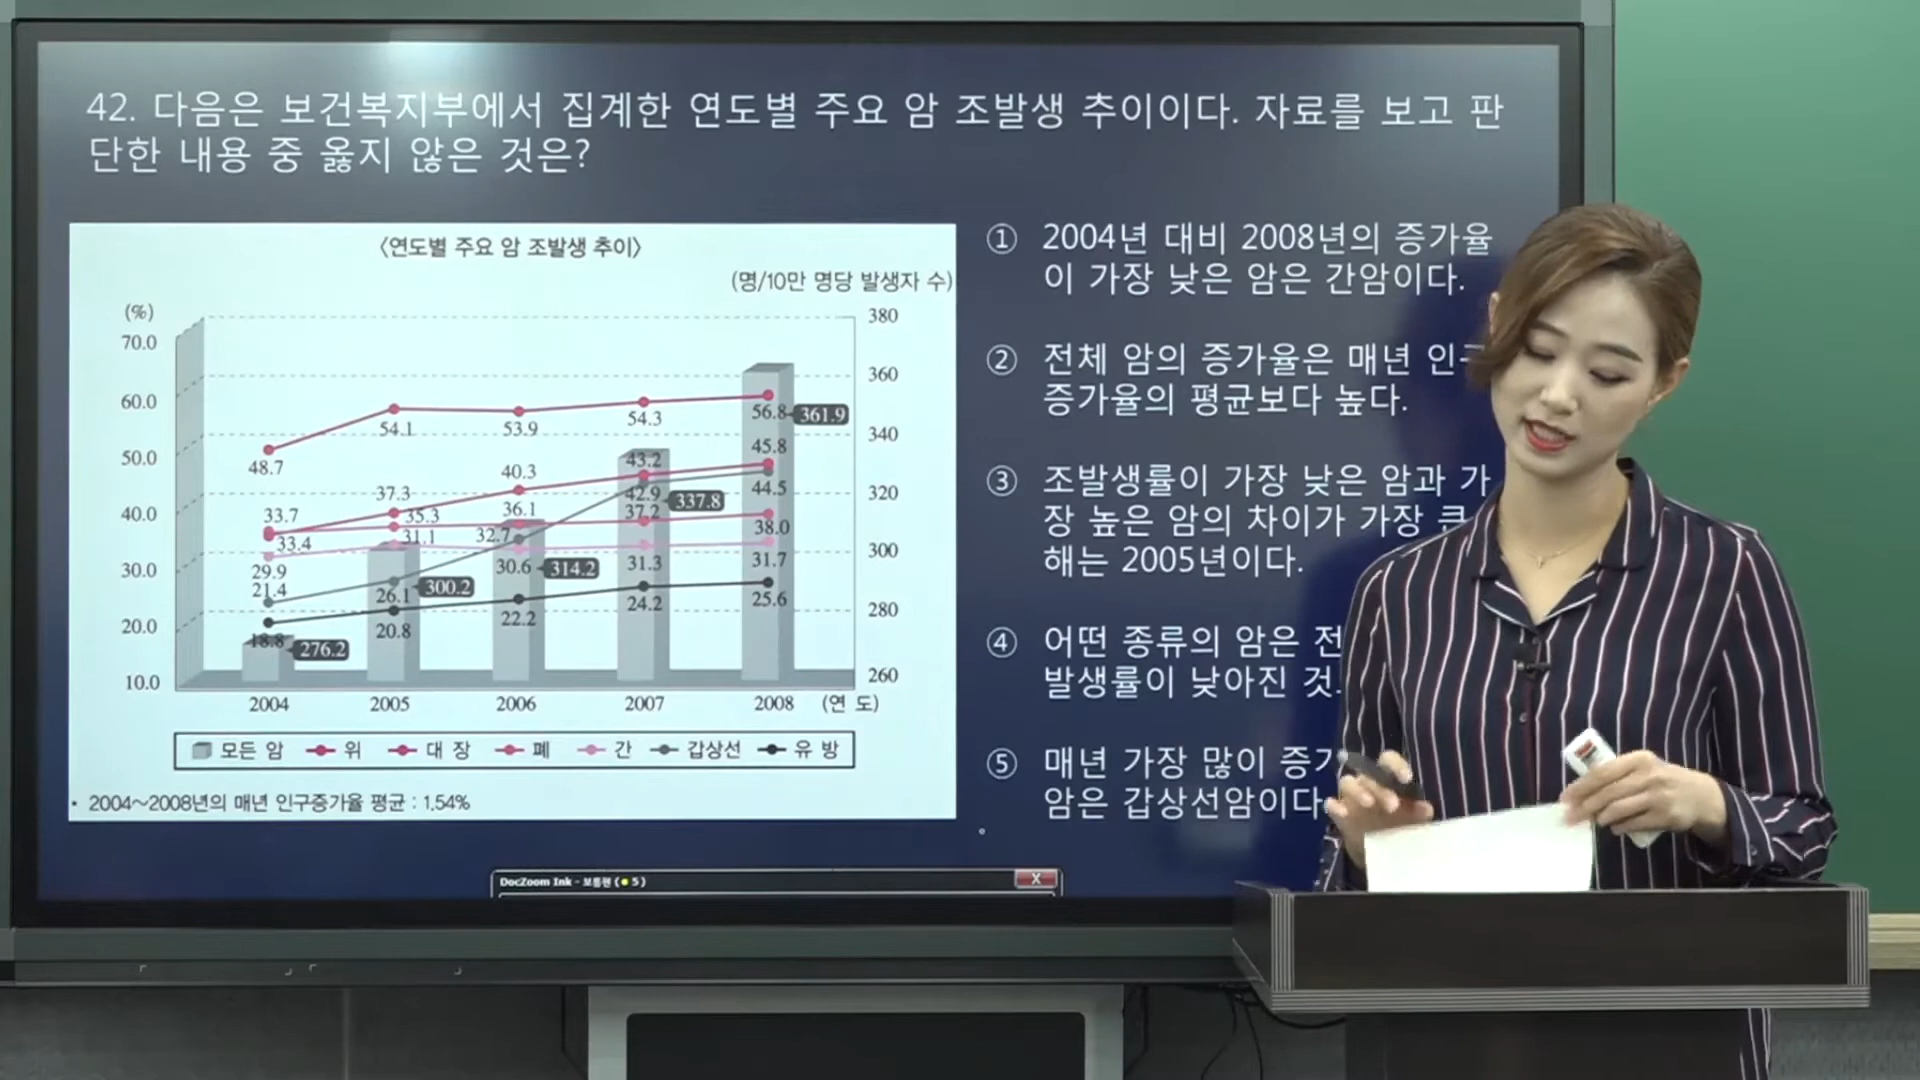 42. 다음은 보건복지부에서 집계한 연도별 주요 암 조발생 추이이다. 자료를 보고 판
단한 내용 중 옳지 않은 것은?
〈연도별 주요 암 조발생 추이〉
(명/10만 명당 발생자 수)
(%)
70.0
60.0
50.0
40.0
30.0
20.0
10.0
380
360
340
320
300
280
260
48.7
54.1
53.9
54.3
56.8
361.9
33.7
37.3
40.3
43.2
45.8
33.4
35.3
36.1
37.2
38.0
29.9
31.1
30.6
31.3
31.7
21.4
26.1
32.7
42.9
44.5
18.8
20.8
22.2
24.2
25.6
276.2
300.2
314.2
337.8
2004 2005 2006 2007 2008 (연 도)
모든 암 위 대 장 폐 간 갑상선 유 방
• 2004~2008년의 매년 인구증가율 평균 : 1.54%
① 2004년 대비 2008년의 증가율
이 가장 낮은 암은 간암이다.
② 전체 암의 증가율은 매년
증가율의 평균보다 높다.
③ 조발생률이 가장 낮은 암과 가
장 높은 암의 차이가 가장 큰
해는 2005년이다.
④ 어떤 종류의 암은
발생률이 낮아진
⑤ 매년 가장 많이
암은 갑상선암이다
DocZoom Ink - 보통펜 (●5)
X